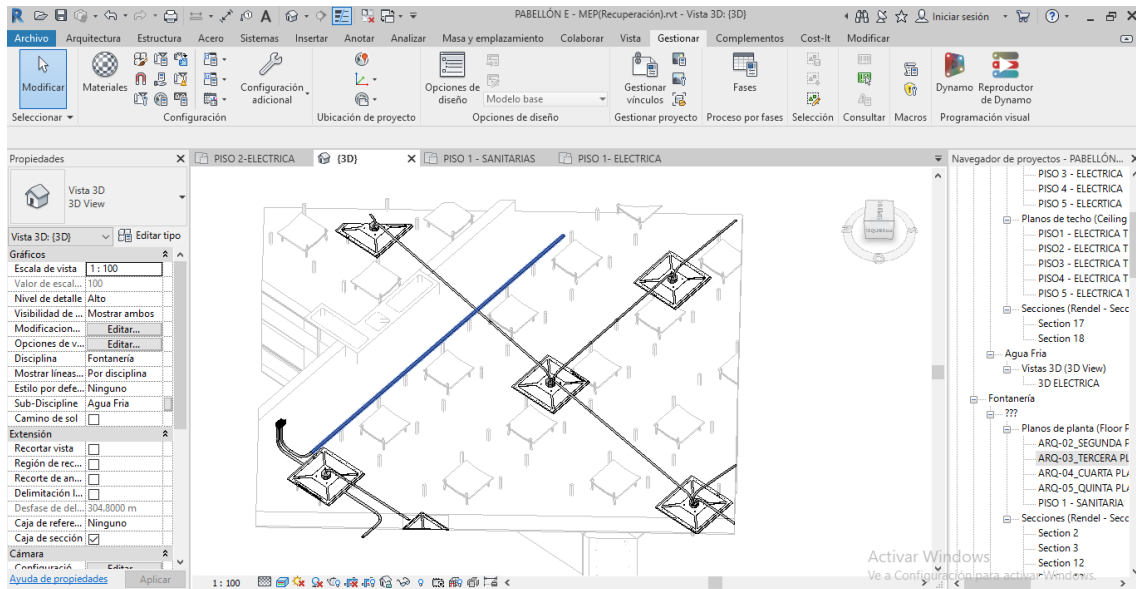 PABELLÓN E - MEP(Recuperación).rvt - Vista 3D: {3D}
Iniciar sesión
Archivo Arquitectura Estructura Acero Sistemas Insertar Anotar Analizar Masa y emplazamiento Colaborar Vista Gestionar Complementos Cost-It Modificar
Modificar
Materiales
Configuración
adicional
Opciones de
diseño
Modelo base
Gestionar
vínculos
Fases
Dynamo
Reproductor
de Dynamo
Seleccionar Configuración Ubicación de proyecto Opciones de diseño Gestionar proyecto Proceso por fases Selección Consultar Macros Programación visual
Propiedades
PISO 2-ELECTRICA {3D} PISO 1 - SANITARIAS PISO 1- ELECTRICA
Vista 3D
3D View
Vista 3D: {3D} Editar tipo
Gráficos
Escala de vista 1 : 100
Valor de escal... 100
Nivel de detalle Alto
Visibilidad de ... Mostrar ambos
Modificacion... Editar...
Opciones de v... Editar...
Disciplina Fontanería
Mostrar líneas... Por disciplina
Estilo por defe... Ninguno
Sub-Discipline Agua Fria
Camino de sol
Extensión
Recortar vista
Región de rec...
Recorte de an...
Delimitación l...
Desfase de del... 304.8000 m
Caja de refere... Ninguno
Caja de sección
Cámara
Configuració... Editar...
Ayuda de propiedades Aplicar
1 : 100
Navegador de proyectos - PABELLÓN...
PISO 3 - ELECTRICA
PISO 4 - ELECTRICA
PISO 5 - ELECRTICA
Planos de techo (Ceiling
PISO1 - ELECTRICA T
PISO2 - ELECTRICA T
PISO3 - ELECTRICA T
PISO4 - ELECTRICA T
PISO 5 - ELECTRICA T
Secciones (Rendel - Secc
Section 17
Section 18
Agua Fria
Vistas 3D (3D View)
3D ELECTRICA
Fontanería
???
Planos de planta (Floor P
ARQ-02_SEGUNDA P
ARQ-03_TERCERA PL
ARQ-04_CUARTA PLA
ARQ-05_QUINTA PLA
PISO 1 - SANITARIA
Secciones (Rendel - Secc
Section 2
Section 3
Section 12
Activar Windows
Ve a Configuración para activar Windows.